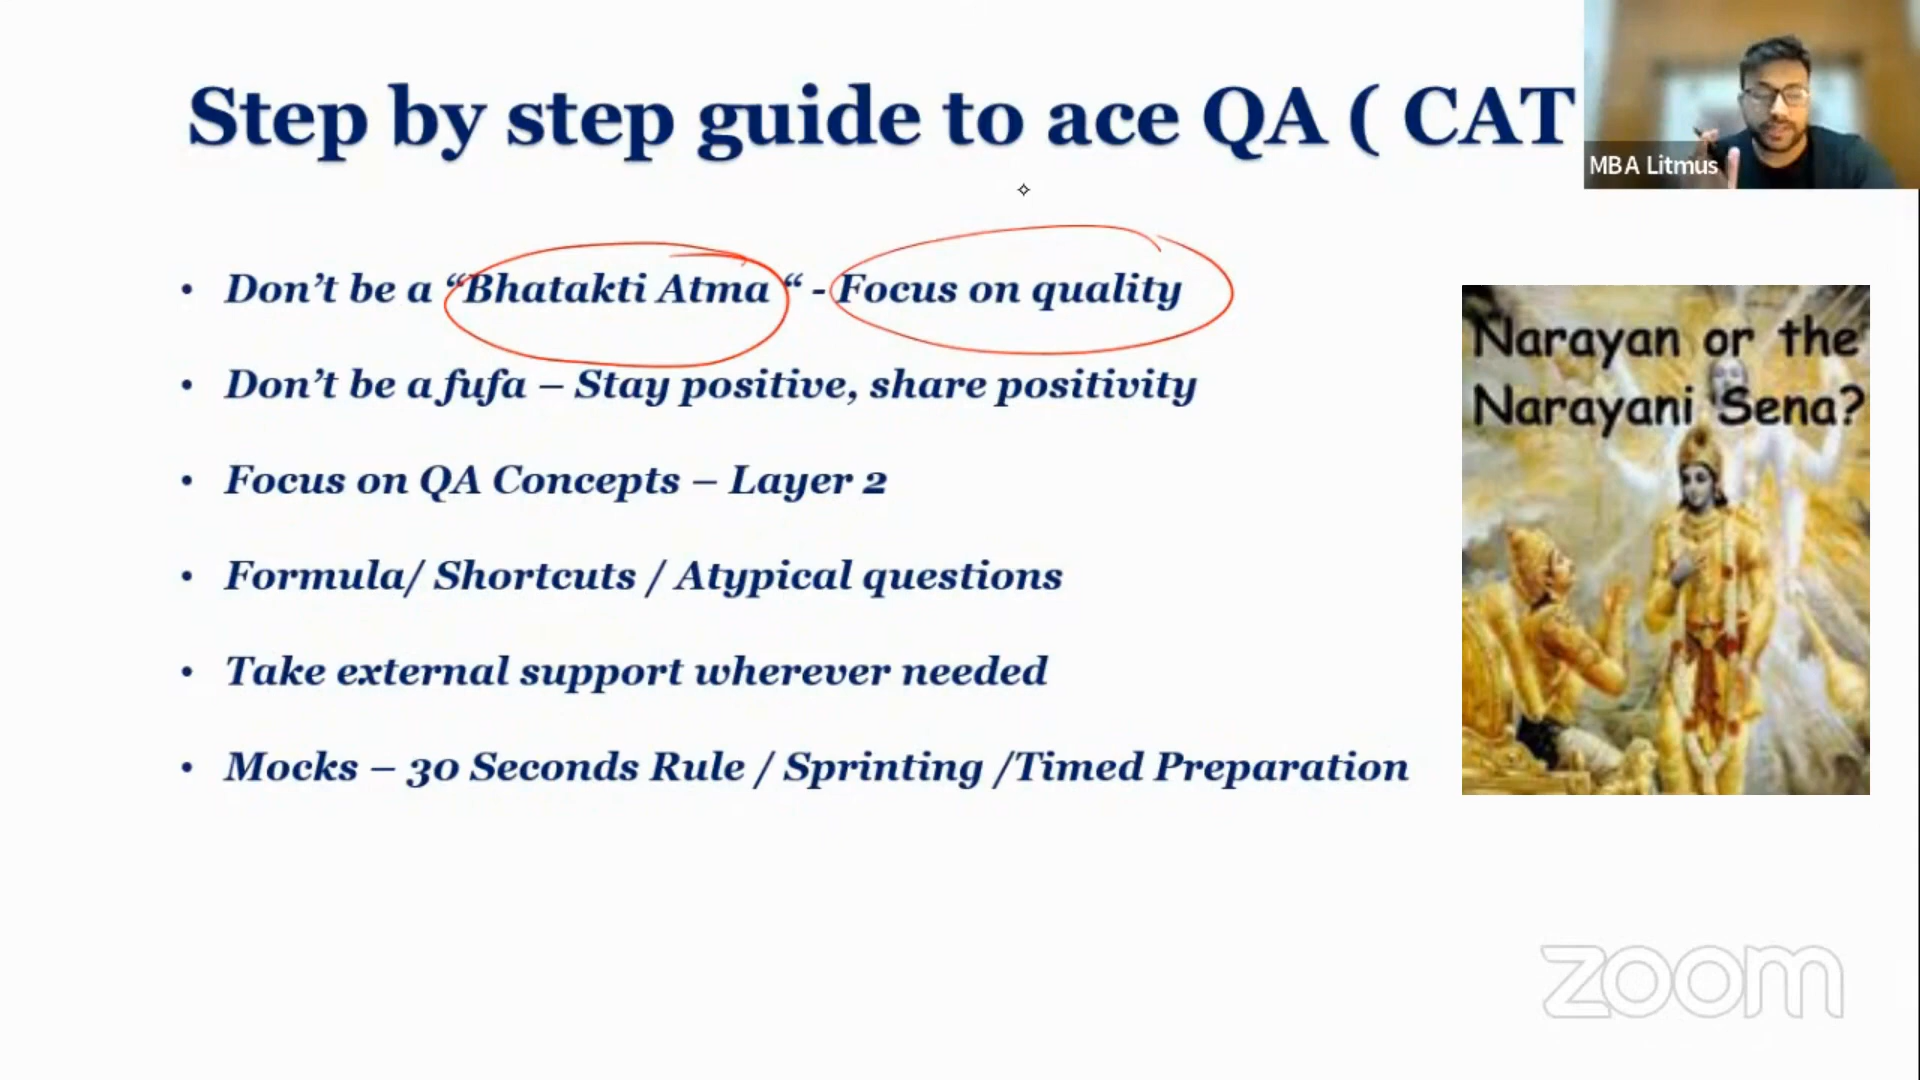 Step by step guide to ace QA ( CAT
MBA Litmus
• Don’t be a “Bhatakti Atma “ - Focus on quality
• Don’t be a fufa – Stay positive, share positivity
• Focus on QA Concepts – Layer 2
• Formula/ Shortcuts / Atypical questions
• Take external support wherever needed
• Mocks – 30 Seconds Rule / Sprinting /Timed Preparation
Narayan or the
Narayani Sena?
zoom